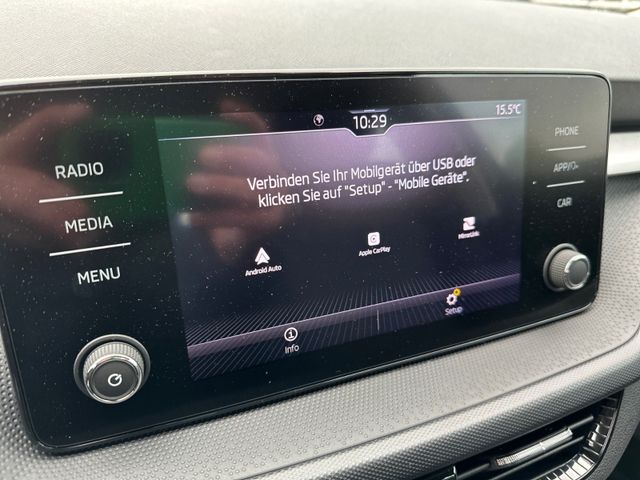 10:29
15.5°C
RADIO
MEDIA
MENU
Verbinden Sie Ihr Mobilgerät über USB oder
klicken Sie auf "Setup" - "Mobile Geräte".
Android Auto
Apple CarPlay
MirrorLink
Info
Setup
PHONE
APP/
CAR